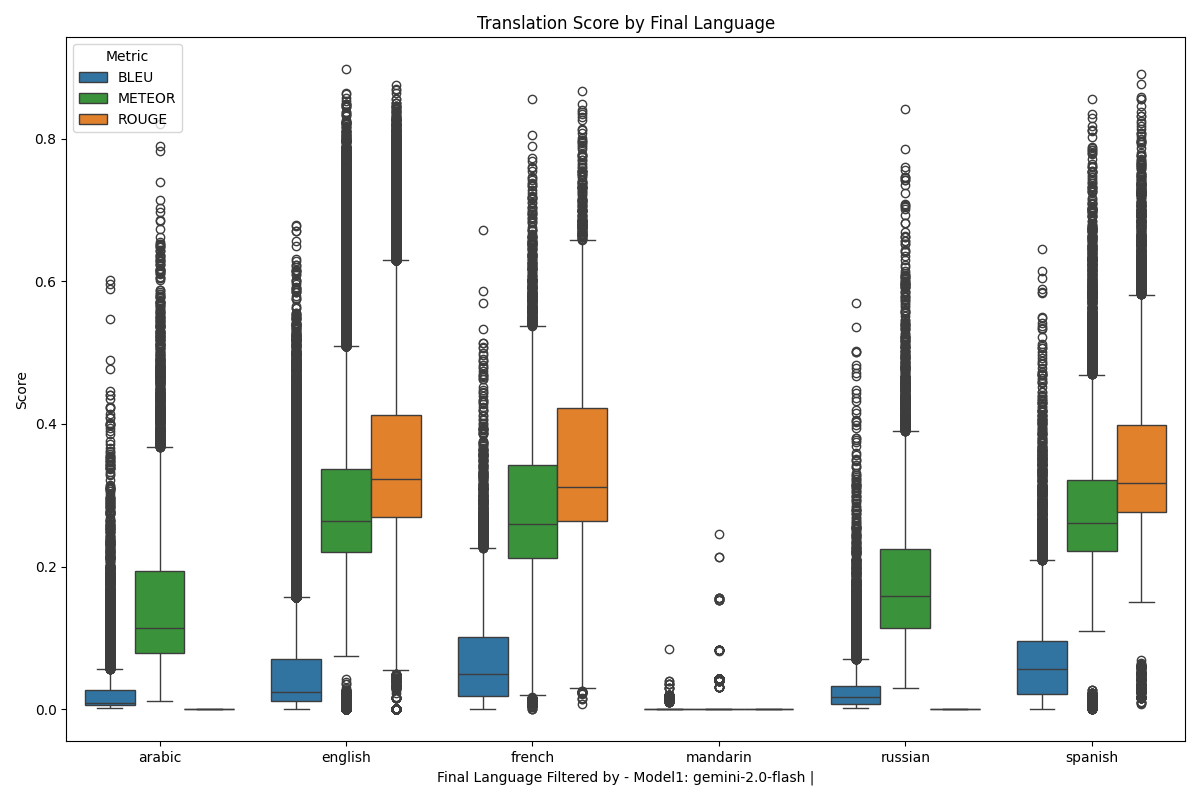 Translation Score by Final Language
Metric
BLEU
METEOR
ROUGE
Score
0.8
0.6
0.4
0.2
0.0
arabic
english
french
mandarin
russian
spanish
Final Language Filtered by - Model1: gemini-2.0-flash |